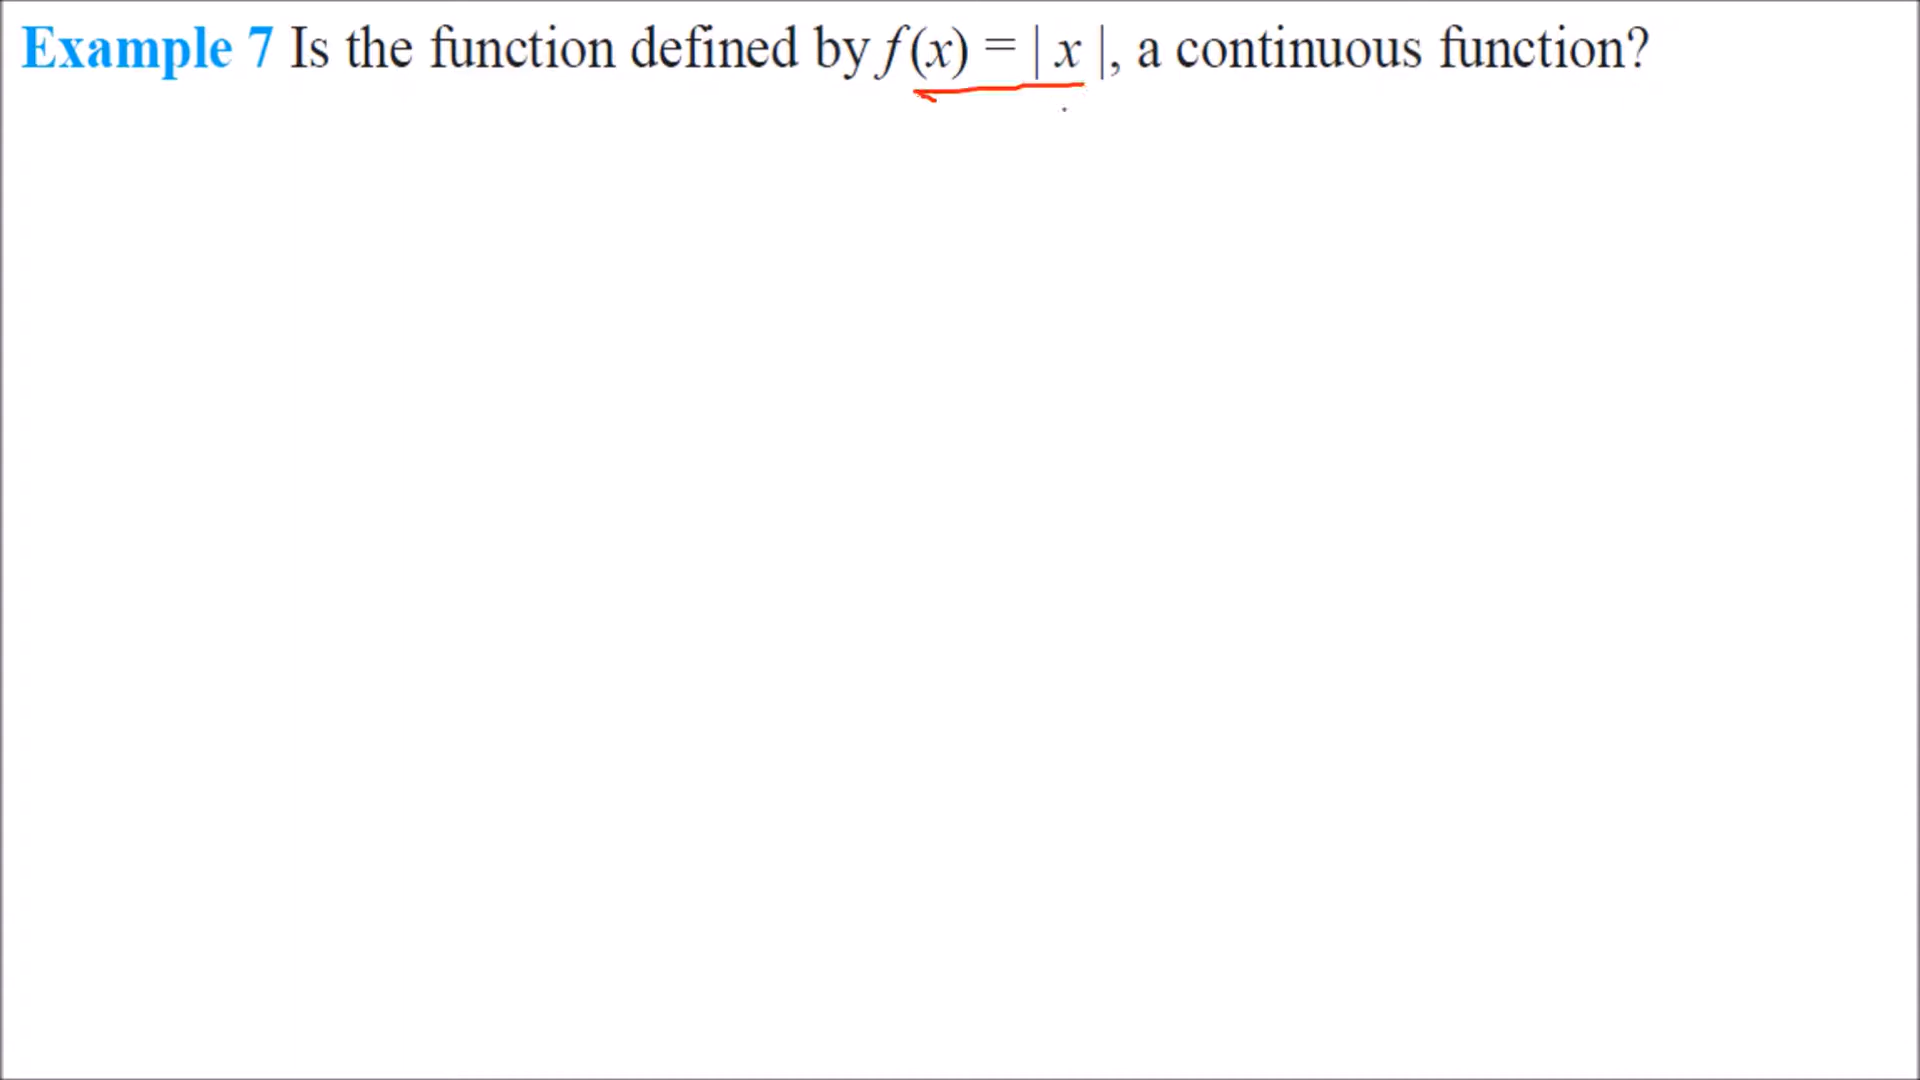 Example 7 Is the function defined by f(x) = | x |, a continuous function?